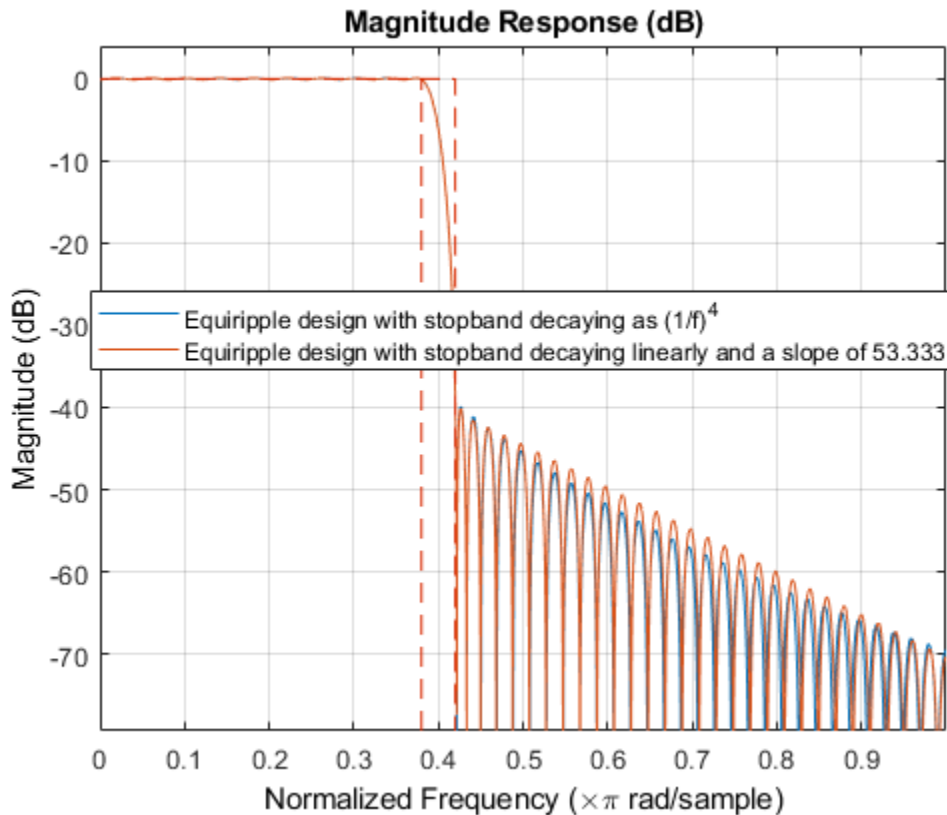 Magnitude Response (dB)
0
-10
-20
-30
-40
-50
-60
-70
Magnitude (dB)
Equiripple design with stopband decaying as (1/f)^4
Equiripple design with stopband decaying linearly and a slope of 53.333
0 0.1 0.2 0.3 0.4 0.5 0.6 0.7 0.8 0.9
Normalized Frequency (×π rad/sample)